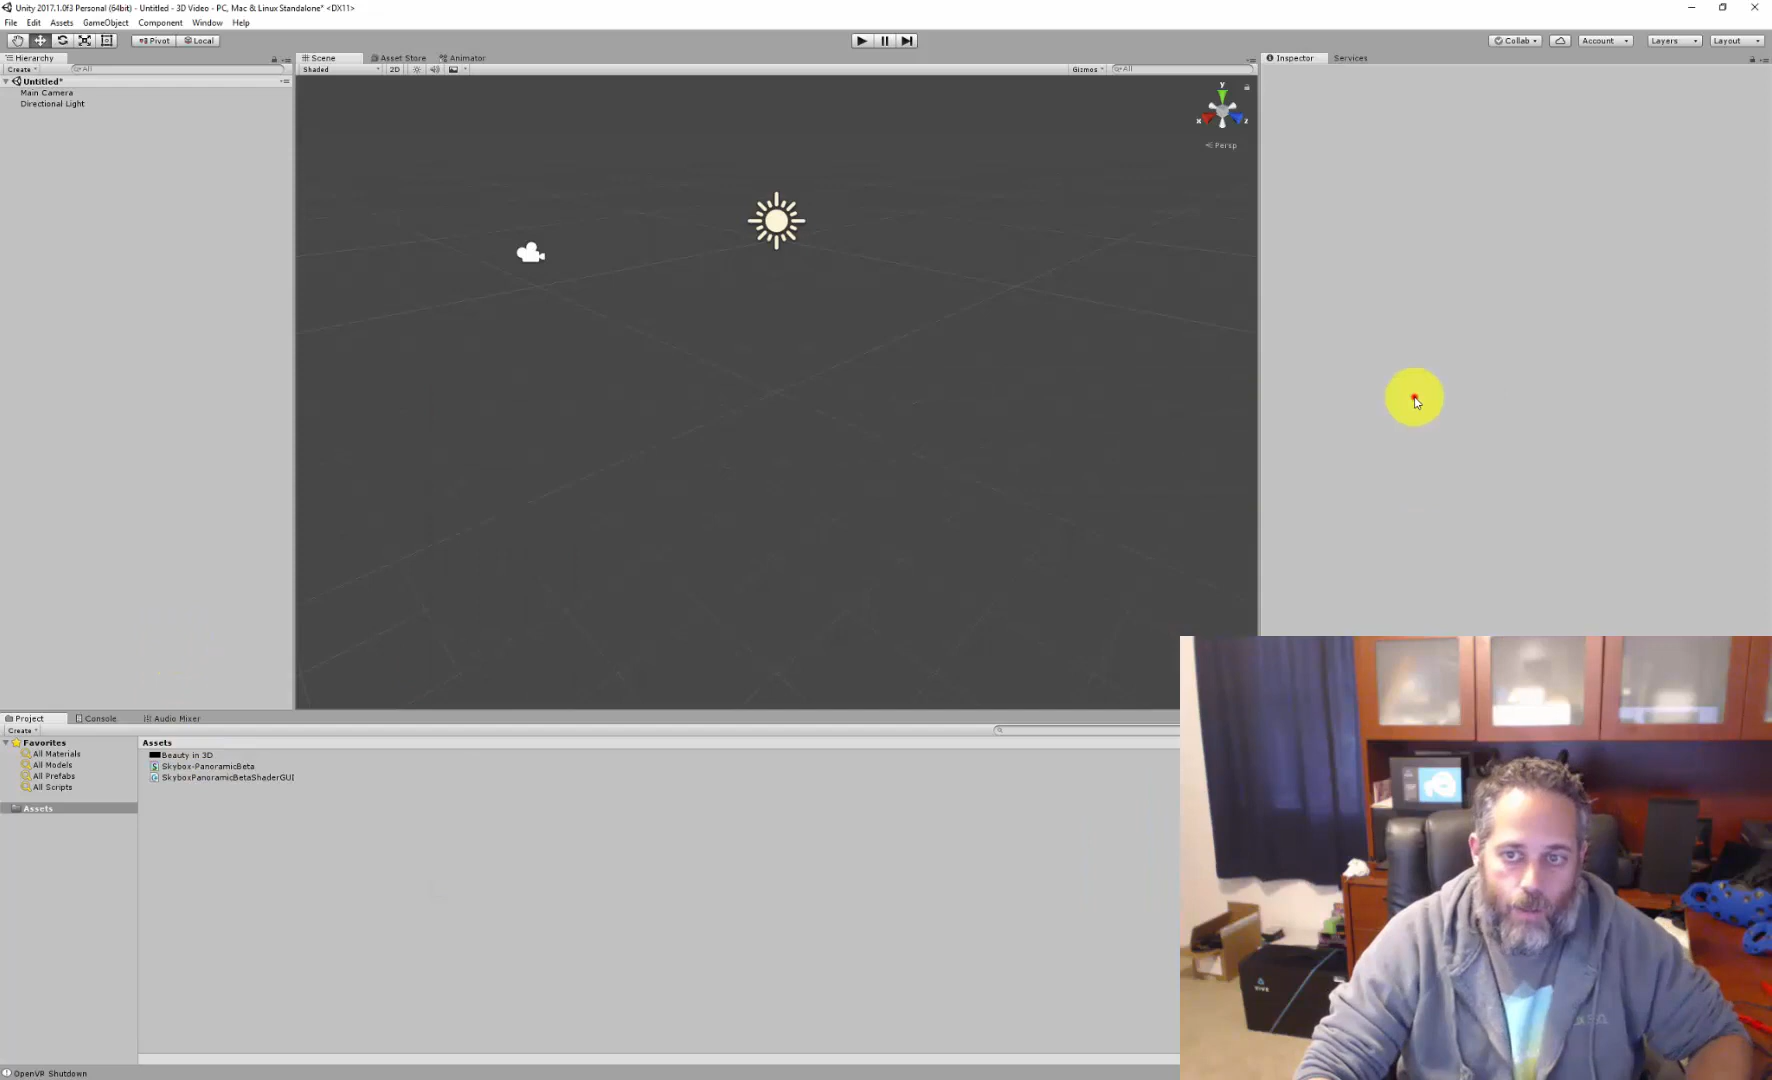 Unity 2017.1.0f3 Personal (64bit) - Untitled - 3D Video - PC, Mac & Linux Standalone* <DX11>
File Edit Assets GameObject Component Window Help
Pivot Local Collab Account Layers Layout
Hierarchy Scene Asset Store Animator Inspector Services
Create All Shaded 2D Gizmos All
Untitled*
Main Camera
Directional Light
y
x z
Persp
Project Console Audio Mixer
Create
Favorites
All Materials
All Models
All Prefabs
All Scripts
Assets
Assets
Beauty in 3D
Skybox-PanoramicBeta
SkyboxPanoramicBetaShaderGUI
VIVE
OpenVR Shutdown